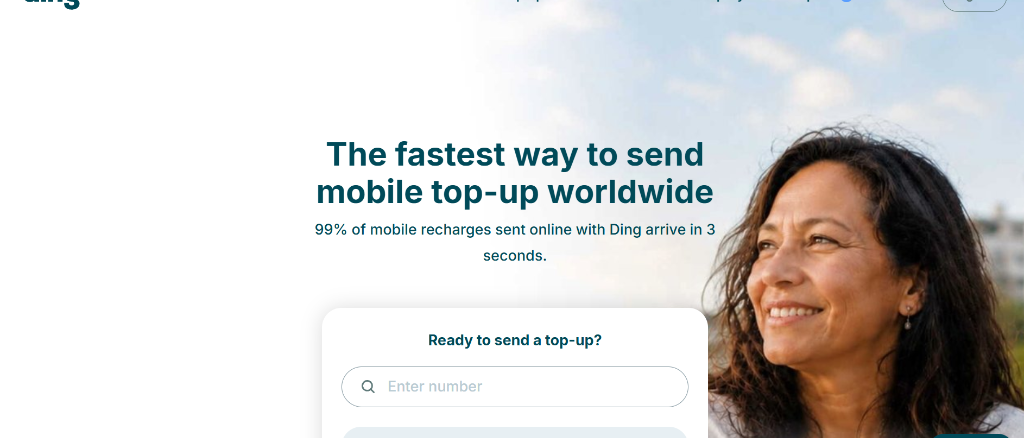 ding
The fastest way to send
mobile top-up worldwide
99% of mobile recharges sent online with Ding arrive in 3
seconds.
Ready to send a top-up?
Enter number